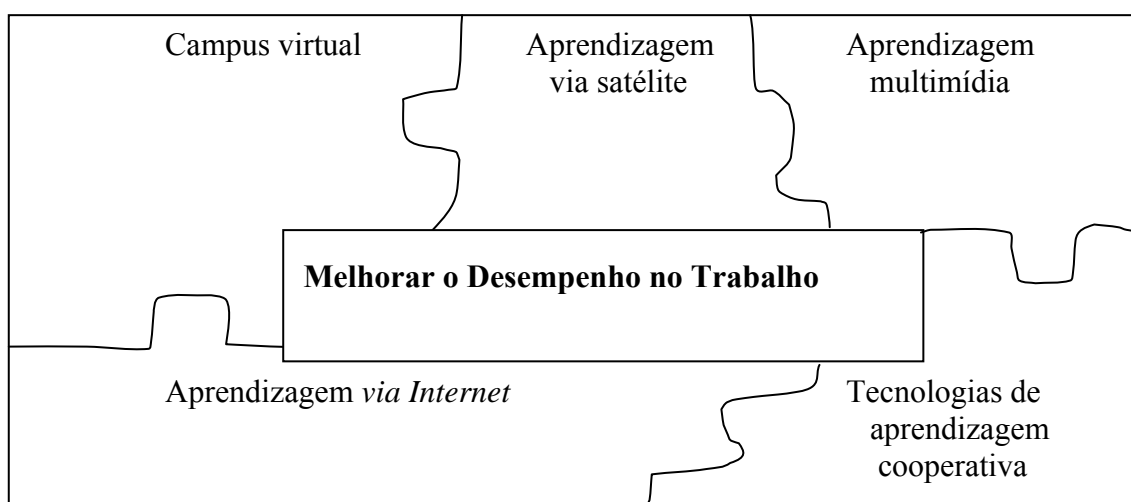 Campus virtual
Aprendizagem
via satélite
Aprendizagem
multimídia
Melhorar o Desempenho no Trabalho
Aprendizagem via Internet
Tecnologias de
aprendizagem
cooperativa